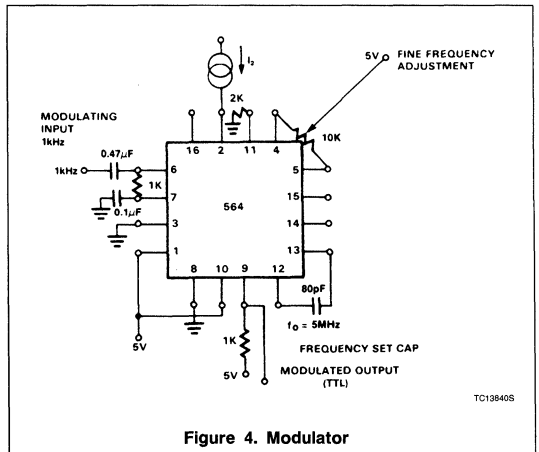 I₂
5V
FINE FREQUENCY
ADJUSTMENT
2K
10K
MODULATING
INPUT
1kHz
16
2
11
4
0.47µF
1kHz
6
5
1K
7
564
15
0.1µF
3
14
1
13
8
10
9
12
80pF
fO = 5MHz
5V
1K
FREQUENCY SET CAP
5V
MODULATED OUTPUT
(TTL)
TC13840S
Figure 4. Modulator